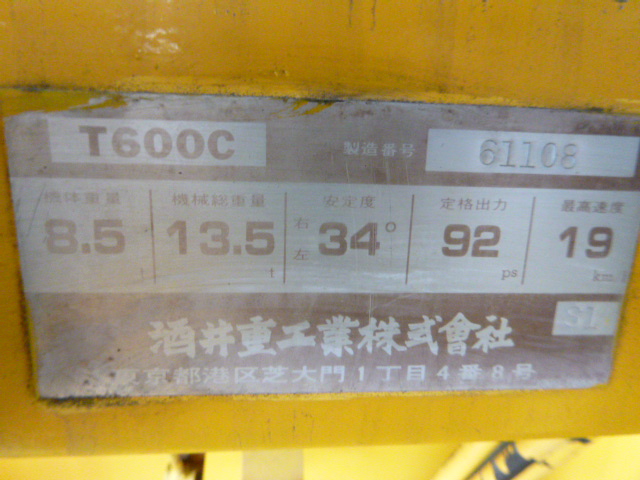 T600C 製造番号 61108
機体重量 機械総重量 安定度 定格出力 最高速度
8.5 t 13.5 t 右 左 34° 92 ps 19 km
S1
酒井重工業株式會社
東京都港区芝大門1丁目4番8号